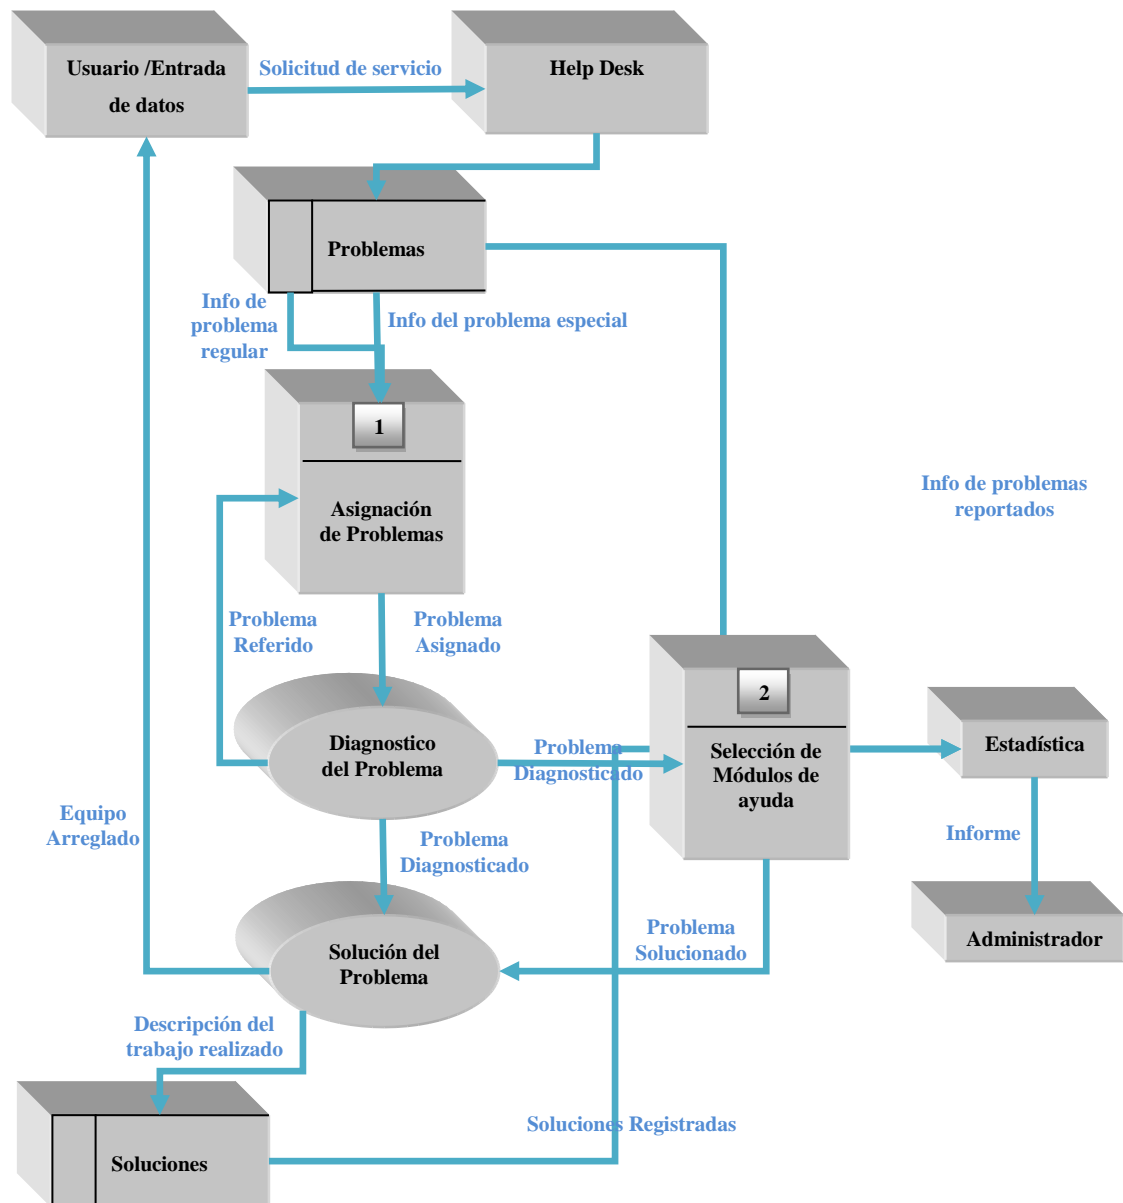 Usuario /Entrada
de datos
Solicitud de servicio
Help Desk
Problemas
Info de
problema
regular
Info del problema especial
1
Asignación
de Problemas
Info de problemas
reportados
Problema
Referido
Problema
Asignado
2
Selección de
Módulos de
ayuda
Diagnostico
del Problema
Problema
Diagnosticado
Estadística
Equipo
Arreglado
Problema
Diagnosticado
Informe
Problema
Solucionado
Administrador
Solución del
Problema
Descripción del
trabajo realizado
Soluciones Registradas
Soluciones